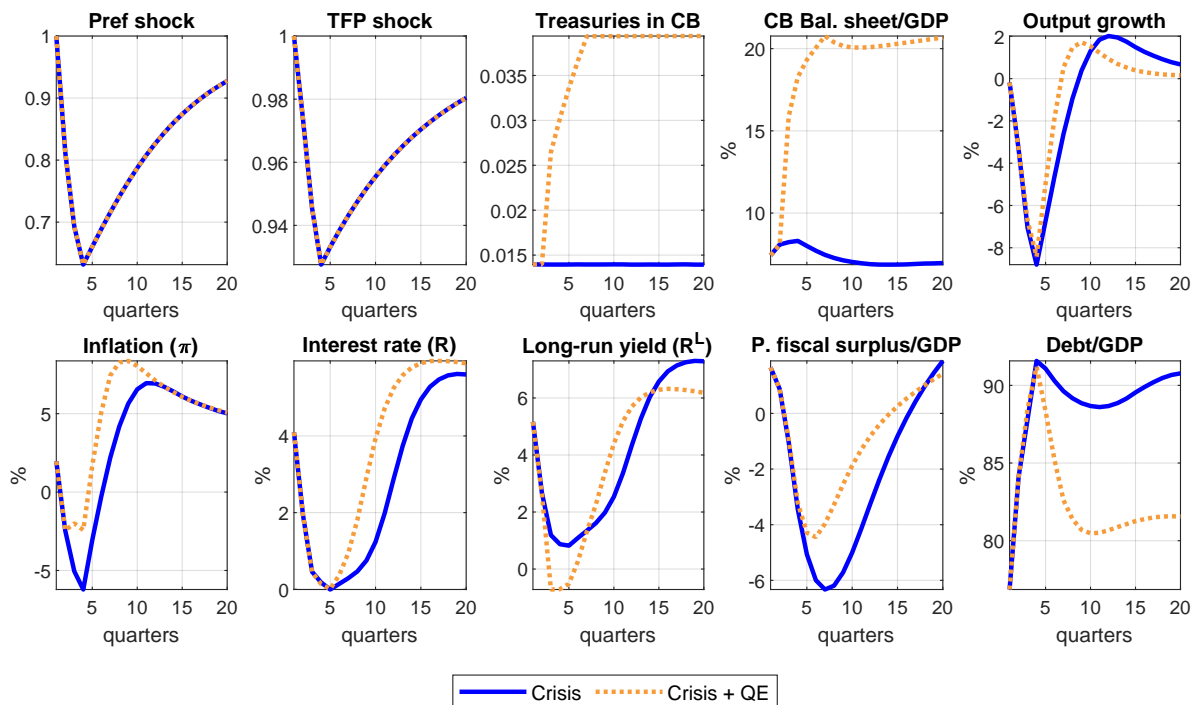 Pref shock
1
0.9
0.8
0.7
5 10 15 20
quarters
TFP shock
1
0.98
0.96
0.94
5 10 15 20
quarters
Treasuries in CB
0.035
0.03
0.025
0.02
0.015
0.014
5 10 15 20
quarters
CB Bal. sheet/GDP
%
20
15
10
5 10 15 20
quarters
Output growth
%
2
0
-2
-4
-6
-8
5 10 15 20
quarters
Inflation (π)
%
5
0
-5
5 10 15 20
quarters
Interest rate (R)
%
4
2
0
5 10 15 20
quarters
Long-run yield (R^L)
%
6
4
2
0
5 10 15 20
quarters
P. fiscal surplus/GDP
%
0
-2
-4
-6
5 10 15 20
quarters
Debt/GDP
%
90
85
80
5 10 15 20
quarters
Crisis Crisis + QE